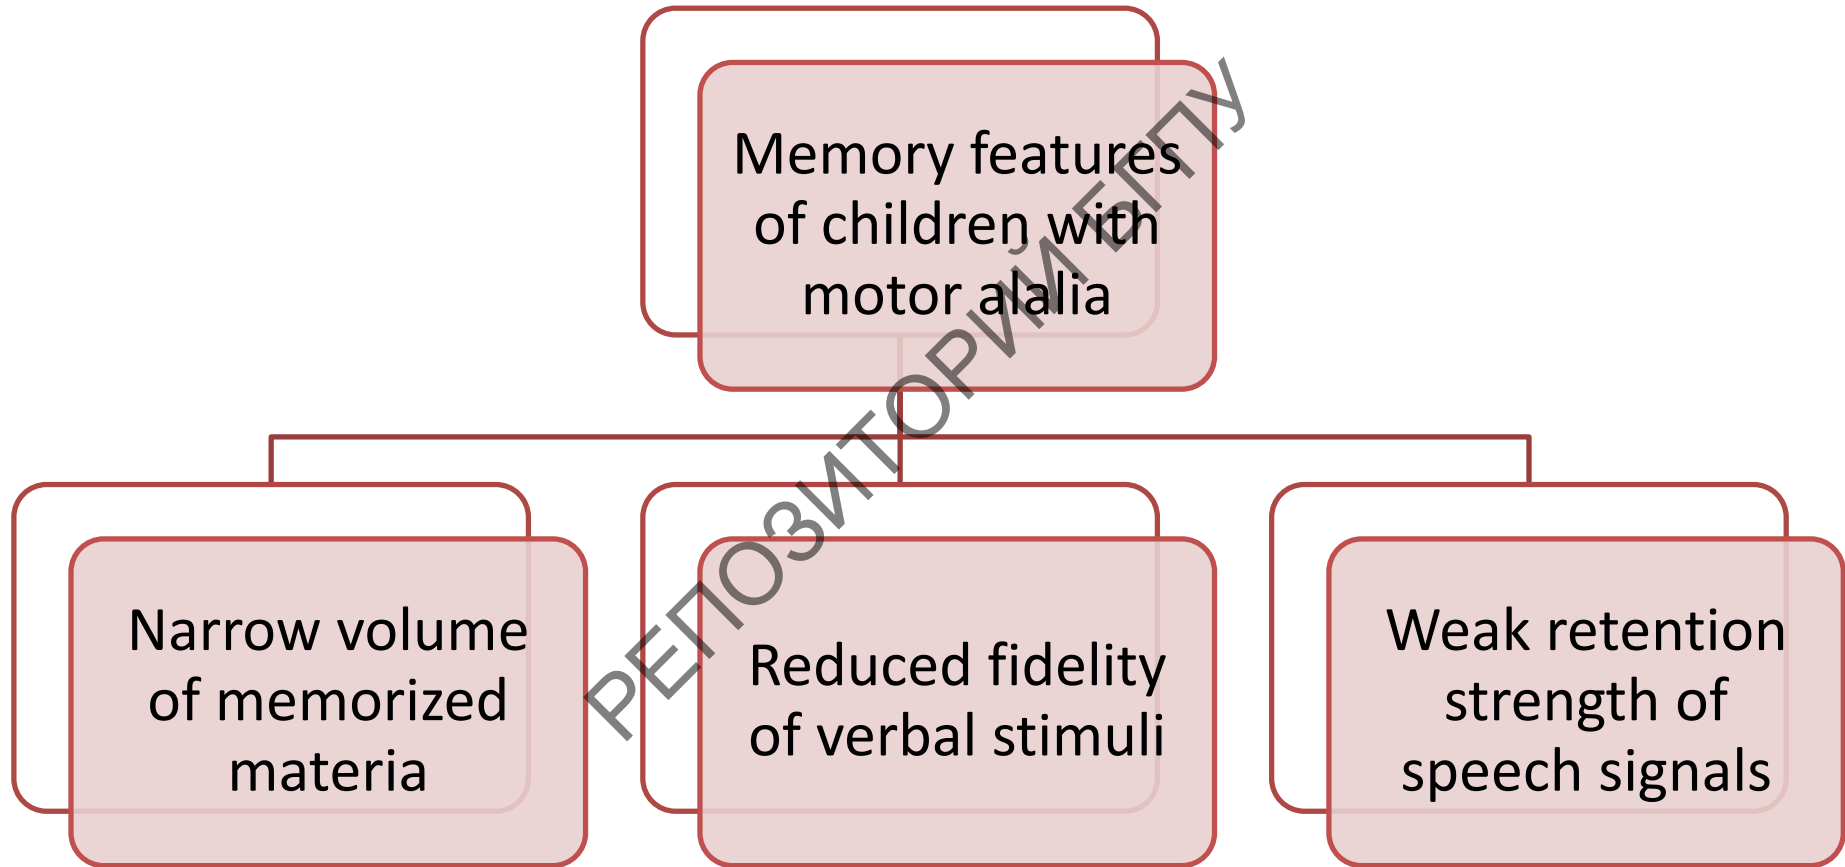 Memory features
of children with
motor alalia
Narrow volume
of memorized
materia
Reduced fidelity
of verbal stimuli
Weak retention
strength of
speech signals
РЕПОЗИТОРИЙ БГПУ